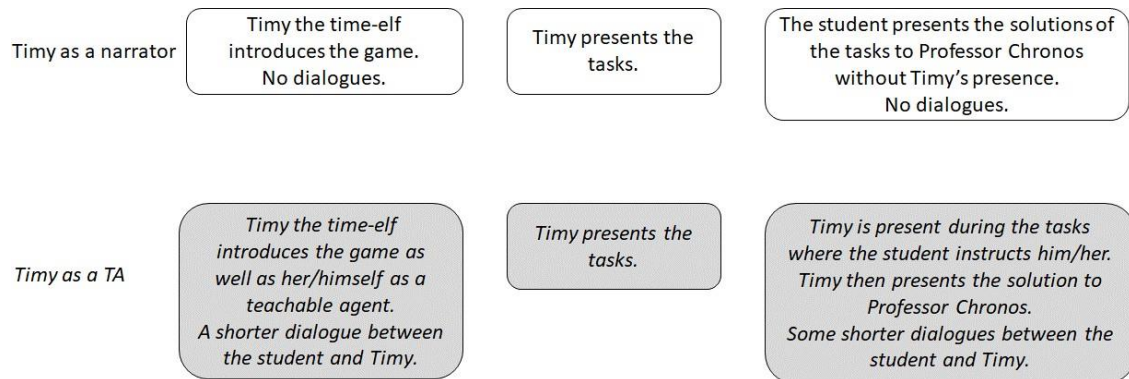 Timy as a narrator
Timy the time-elf
introduces the game.
No dialogues.
Timy presents the
tasks.
The student presents the solutions of
the tasks to Professor Chronos
without Timy’s presence.
No dialogues.
Timy as a TA
Timy the time-elf
introduces the game as
well as her/himself as a
teachable agent.
A shorter dialogue between
the student and Timy.
Timy presents the
tasks.
Timy is present during the tasks
where the student instructs him/her.
Timy then presents the solution to
Professor Chronos.
Some shorter dialogues between the
student and Timy.